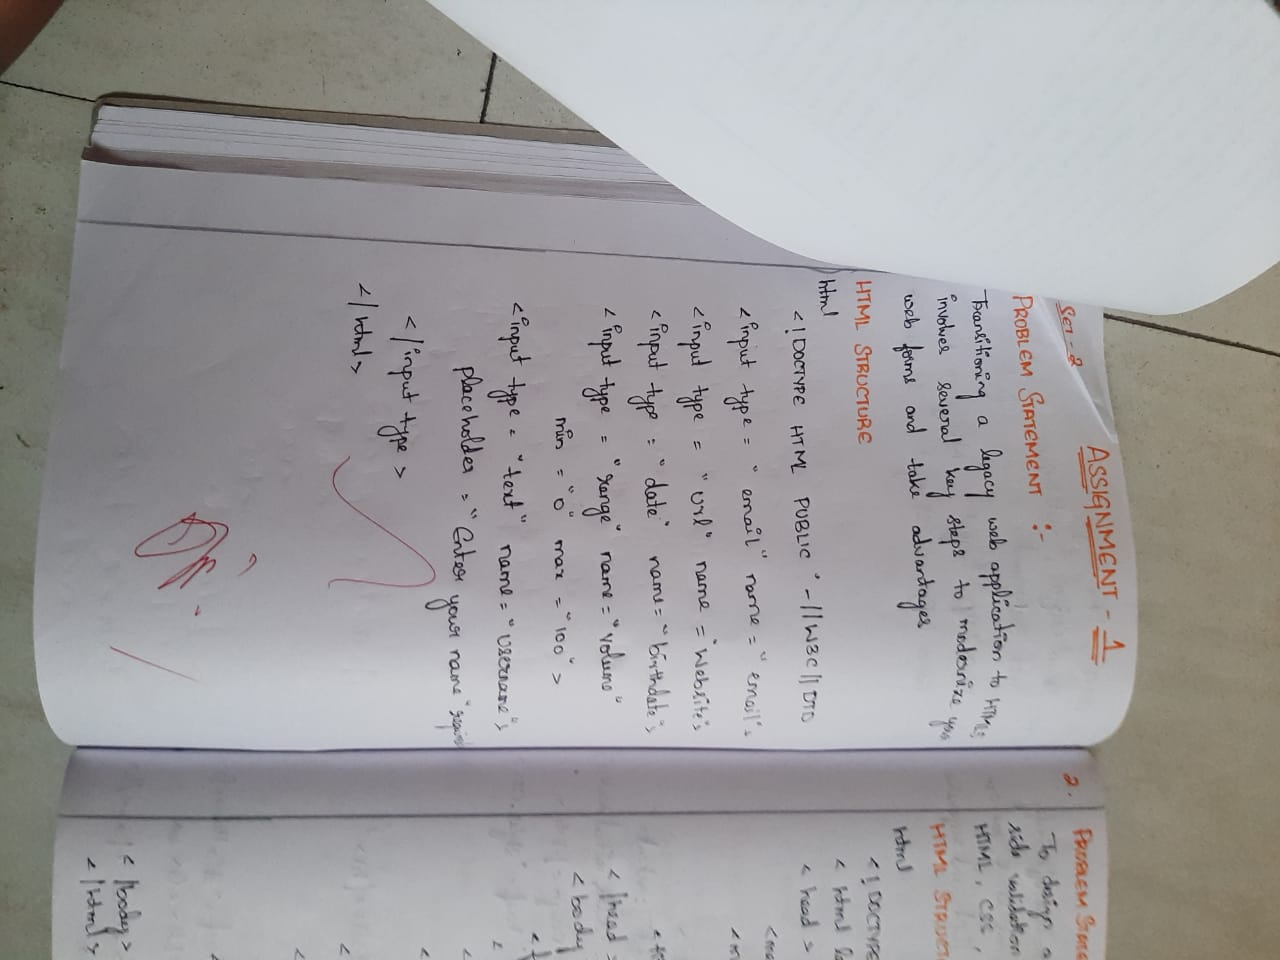 Set-2
ASSIGNMENT - 1
PROBLEM STATEMENT :-
Transitioning a legacy web application to HTML5
involves several key steps to modernize your
web forms and take advantages
HTML STRUCTURE
html
<!DOCTYPE HTML PUBLIC "-//W3C//DTD
<input type = "email" name = "email">
<input type = "url" name = "website">
<input type = "date" name = "birthdate">
<input type = "range" name = "volume"
min = "0" max = "100" >
<input type = "text" name = "username">
placeholder = "Enter your name"
</input type >
</html>
2.
PROBLEM
To design a
side validation
HTML, CSS,
HTML
html
<!DOCTYPE
< html
< head >
</head >
< body
</body >
</html>